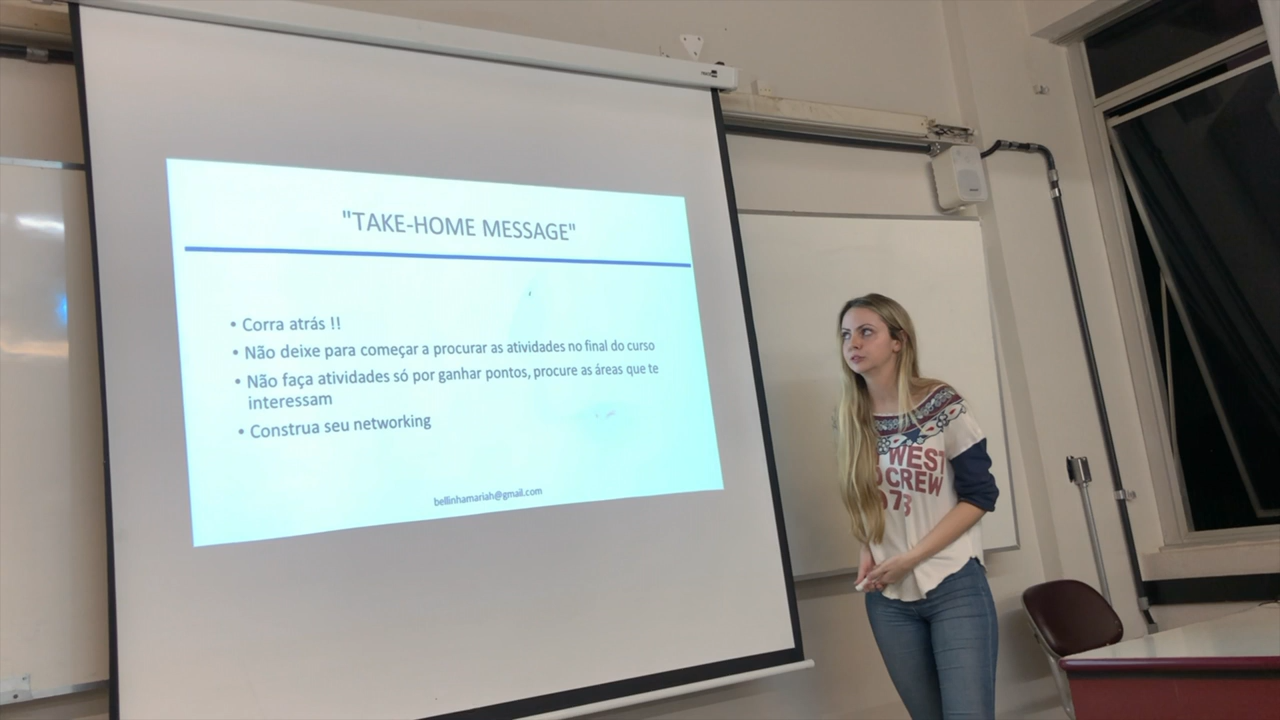 "TAKE-HOME MESSAGE"
• Corra atrás !!
• Não deixe para começar a procurar as atividades no final do curso
• Não faça atividades só por ganhar pontos, procure as áreas que te
interessam
• Construa seu networking
bellinhamariah@gmail.com
WEST
CREW